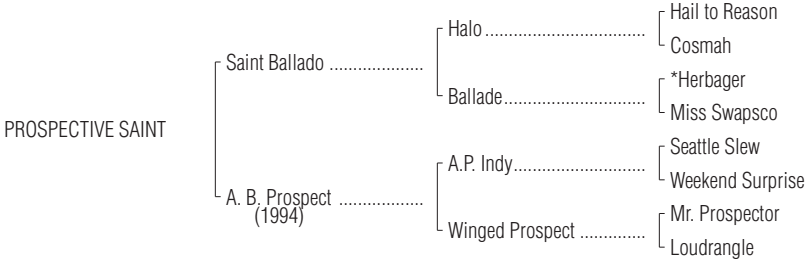 Hail to Reason
Halo ................................
Cosmah
Saint Ballado ....................
*Herbager
Ballade............................
Miss Swapsco
PROSPECTIVE SAINT
Seattle Slew
A.P. Indy..........................
Weekend Surprise
A. B. Prospect ..................
(1994)
Mr. Prospector
Winged Prospect ..............
Loudrangle